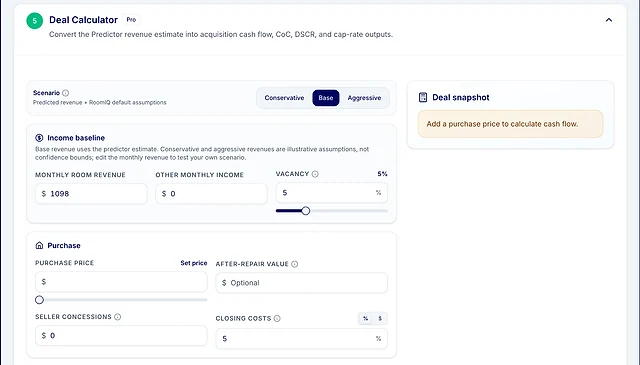 5 Deal Calculator Pro
Convert the Predictor revenue estimate into acquisition cash flow, CoC, DSCR, and cap-rate outputs.
Scenario
Predicted revenue + RoomIQ default assumptions
Conservative Base Aggressive
Income baseline
Base revenue uses the predictor estimate. Conservative and aggressive revenues are illustrative assumptions, not
confidence bounds; edit the monthly revenue to test your own scenario.
MONTHLY ROOM REVENUE
$ 1098
OTHER MONTHLY INCOME
$ 0
VACANCY 5%
5 %
Purchase
PURCHASE PRICE Set price
$
AFTER-REPAIR VALUE
$ Optional
SELLER CONCESSIONS
$ 0
CLOSING COSTS % $
5 %
Deal snapshot
Add a purchase price to calculate cash flow.